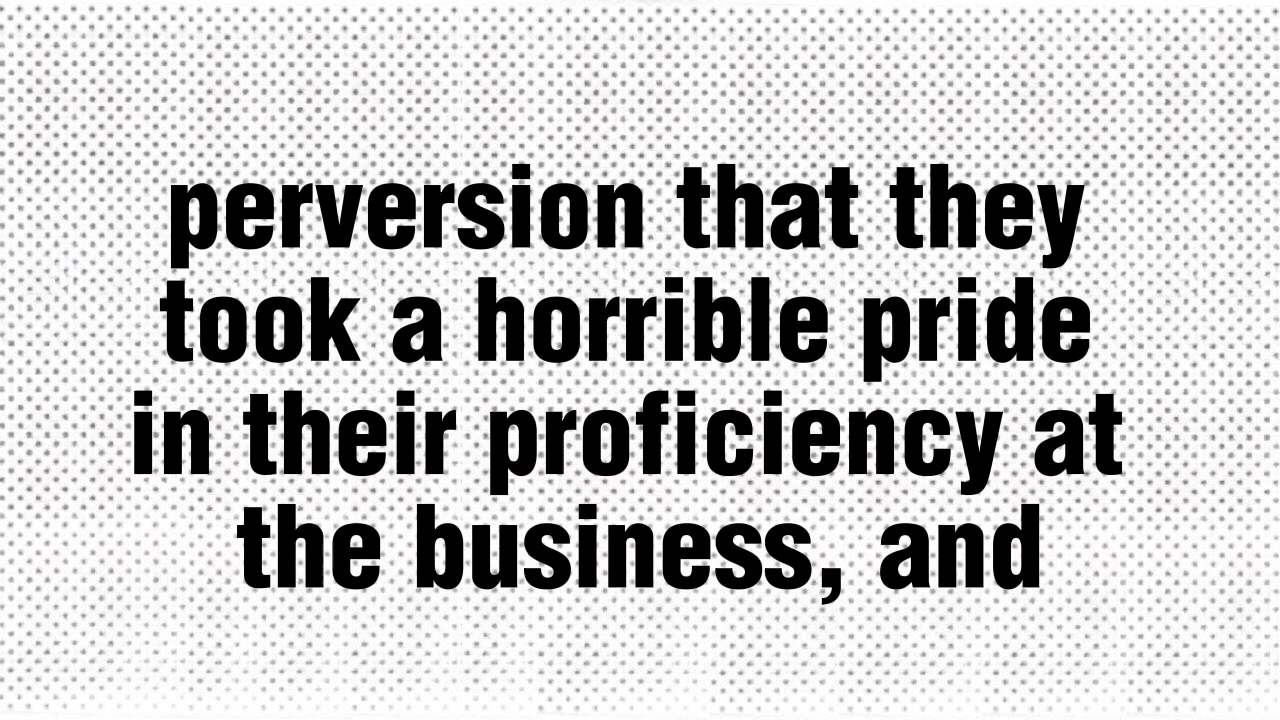 perversion that they
took a horrible pride
in their proficiency at
the business, and